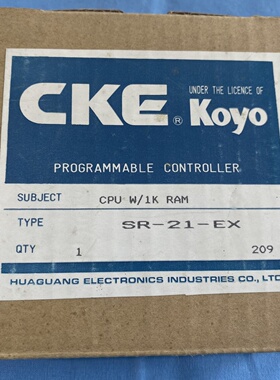 CKE ® UNDER THE LICENCE OF Koyo
PROGRAMMABLE CONTROLLER
SUBJECT CPU W/1K RAM
TYPE SR-21-EX
QTY 1 209
HUAGUANG ELECTRONICS INDUSTRIES CO., LTD